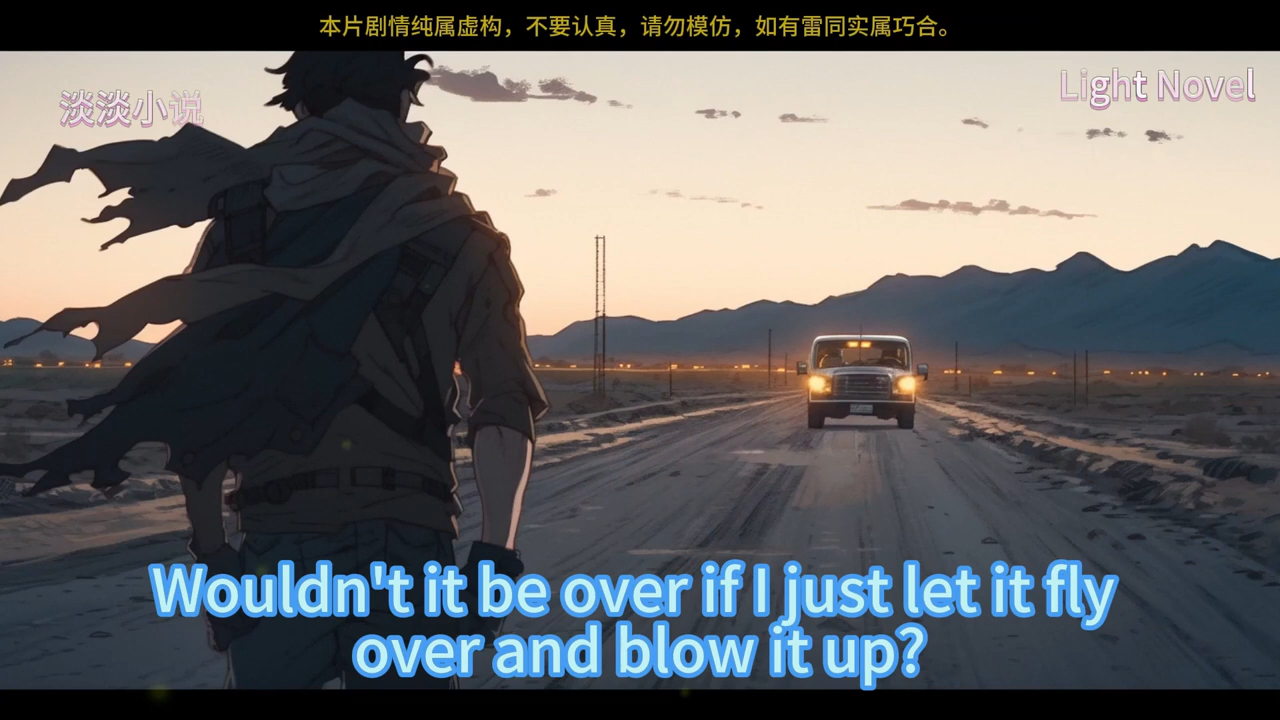 本片剧情纯属虚构，不要认真，请勿模仿，如有雷同实属巧合。
淡淡小说
Light Novel
Wouldn't it be over if I just let it fly
over and blow it up?